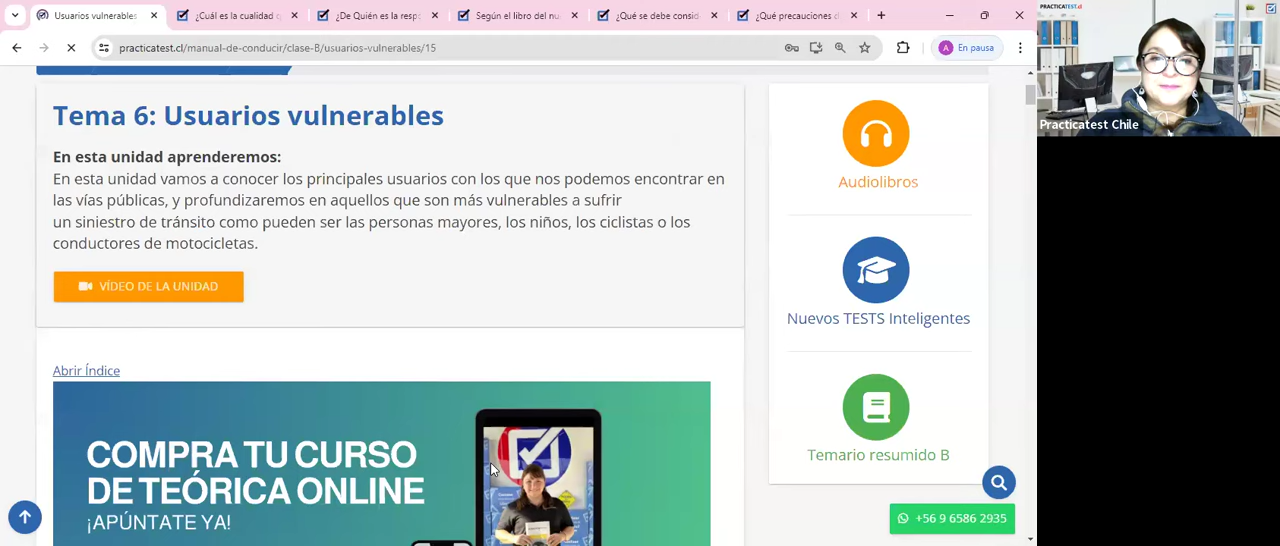 Usuarios vulnerables
¿Cuál es la cualidad q
¿De Quién es la resp
Según el libro del nu
¿Qué se debe consid
¿Qué precauciones d
practicatest.cl/manual-de-conducir/clase-B/usuarios-vulnerables/15
A
En pausa
PRACTICATEST.cl
Practicatest Chile
Tema 6: Usuarios vulnerables
En esta unidad aprenderemos:
En esta unidad vamos a conocer los principales usuarios con los que nos podemos encontrar en
las vías públicas, y profundizaremos en aquellos que son más vulnerables a sufrir
un siniestro de tránsito como pueden ser las personas mayores, los niños, los ciclistas o los
conductores de motocicletas.
VÍDEO DE LA UNIDAD
Abrir Índice
COMPRA TU CURSO
DE TEÓRICA ONLINE
¡APÚNTATE YA!
Audiolibros
Nuevos TESTS Inteligentes
Temario resumido B
+56 9 6586 2935